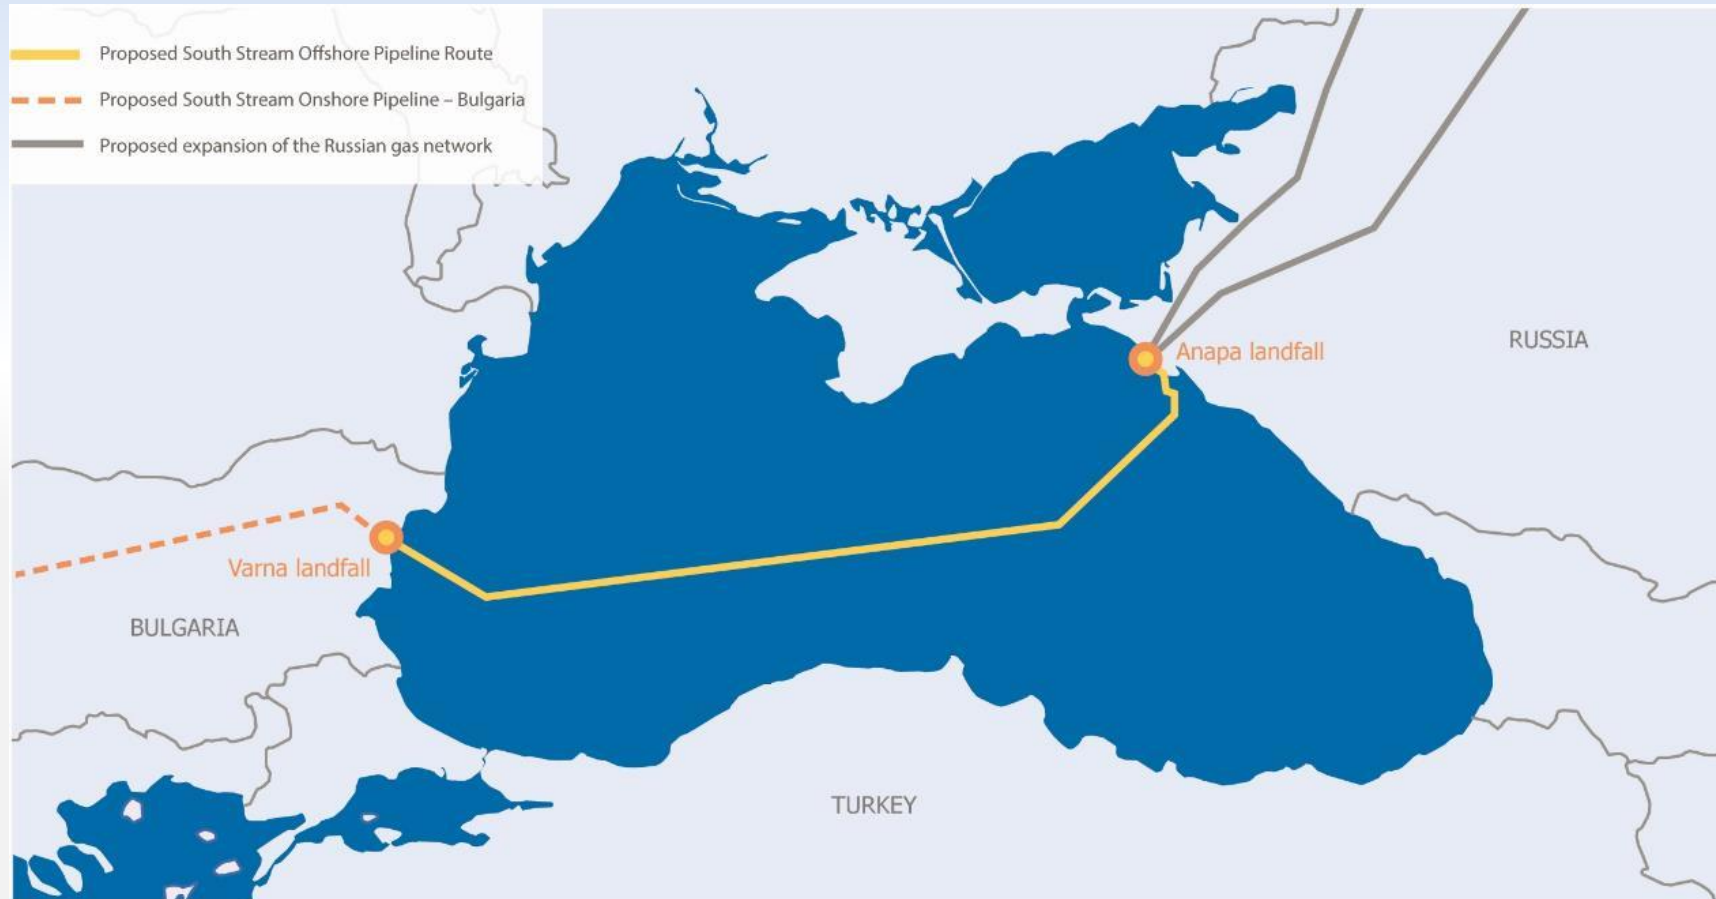 Proposed South Stream Offshore Pipeline Route
Proposed South Stream Onshore Pipeline – Bulgaria
Proposed expansion of the Russian gas network
RUSSIA
Anapa landfall
Varna landfall
BULGARIA
TURKEY